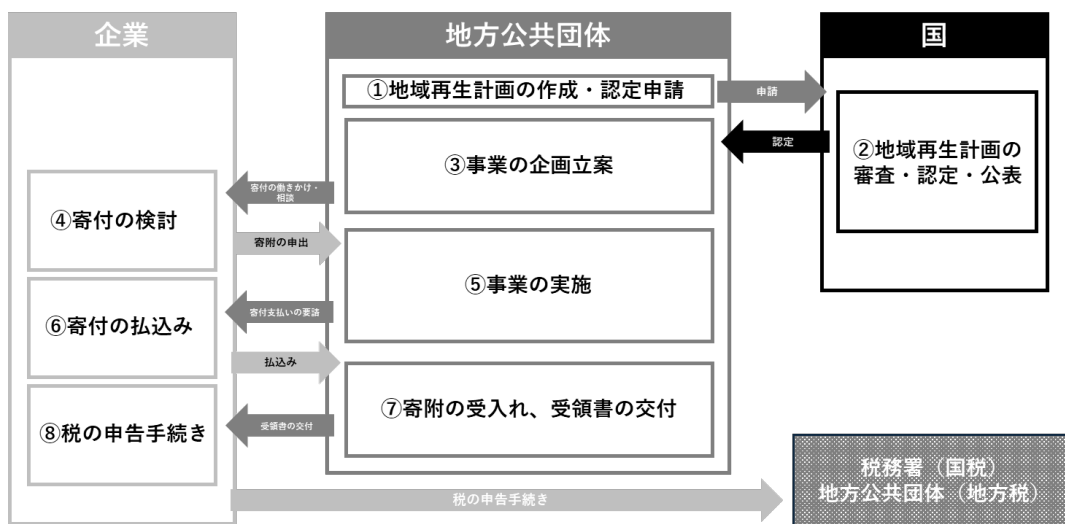 企業
地方公共団体
国
①地域再生計画の作成・認定申請
申請
認定
②地域再生計画の
審査・認定・公表
③事業の企画立案
寄付の働きかけ・
相談
④寄付の検討
寄附の申出
⑤事業の実施
寄付支払いの要請
⑥寄付の払込み
払込み
⑦寄附の受入れ、受領書の交付
受領書の交付
⑧税の申告手続き
税の申告手続き
税務署（国税）
地方公共団体（地方税）